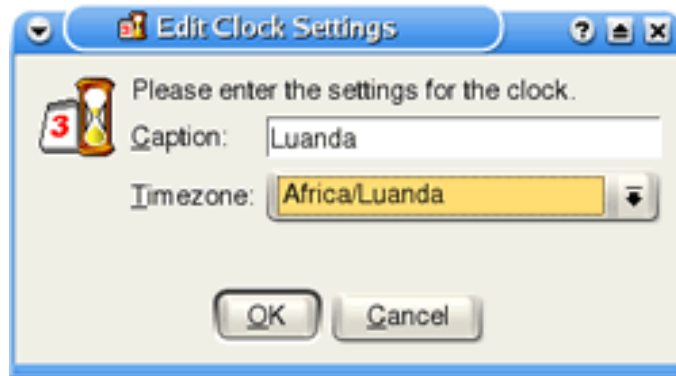 Edit Clock Settings
Please enter the settings for the clock.
Caption: Luanda
Timezone: Africa/Luanda
OK Cancel